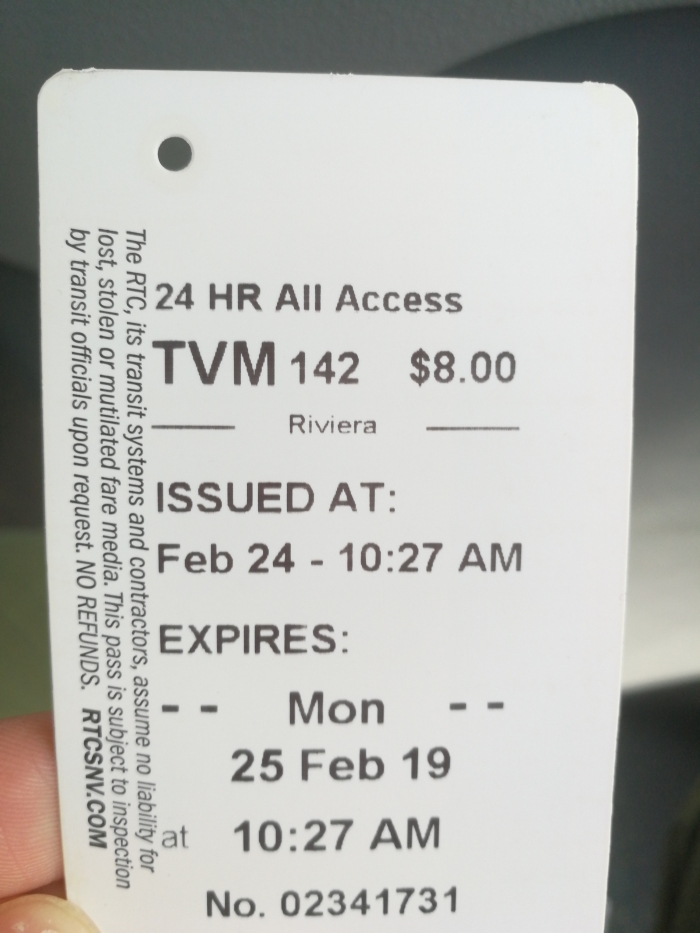 24 HR All Access
TVM 142 $8.00
Riviera
ISSUED AT:
Feb 24 - 10:27 AM
EXPIRES:
- - Mon - -
25 Feb 19
at 10:27 AM
No. 02341731
The RTC, its transit systems and contractors, assume no liability for
lost, stolen or mutilated fare media. This pass is subject to inspection
by transit officials upon request. NO REFUNDS. RTCSNV.COM